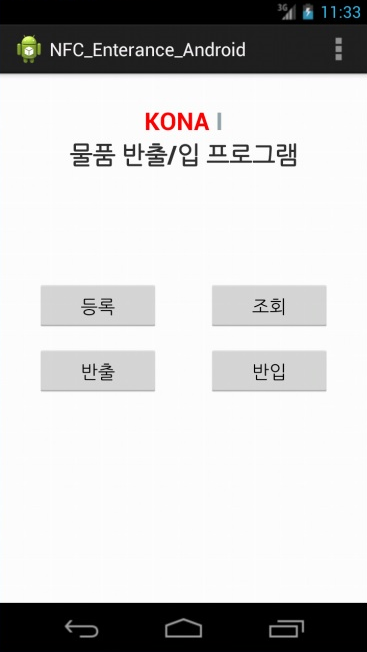 3G 11:33
NFC_Enterance_Android
KONA I
물품 반출/입 프로그램
등록 조회
반출 반입